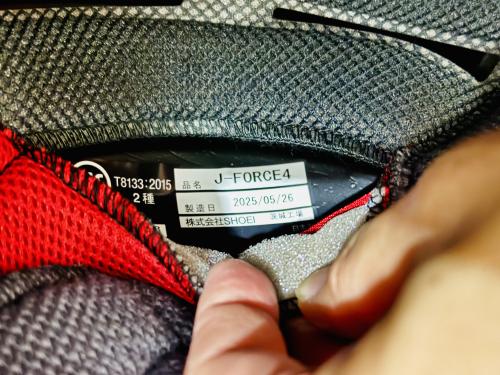 T8133:2015
2種
品名 J-FORCE4
製造日 2025/05/26
株式会社SHOEI 茨城工場